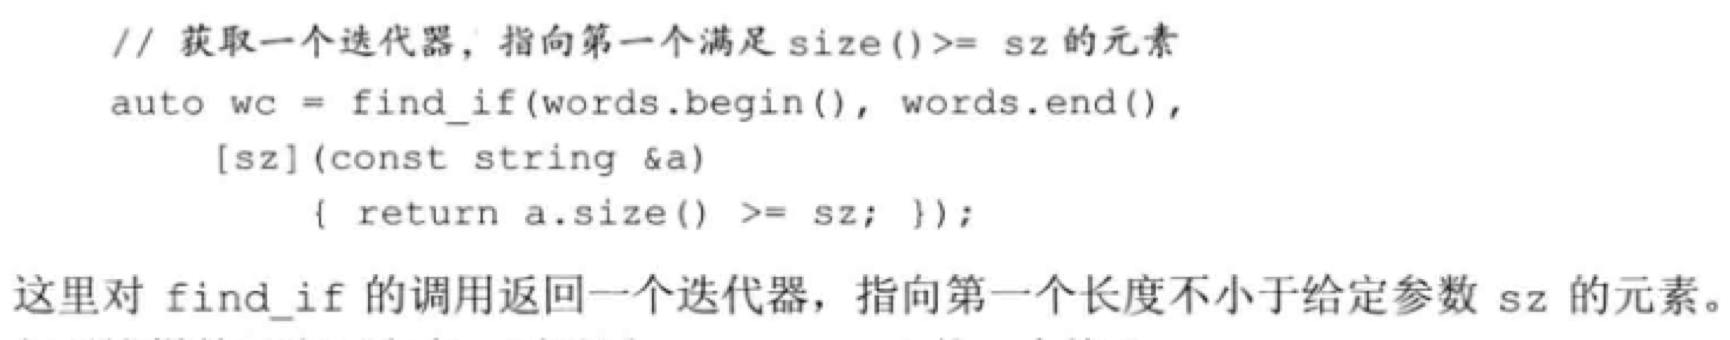 // 获取一个迭代器，指向第一个满足 size()>= sz 的元素
auto wc = find_if(words.begin(), words.end(),
[sz](const string &a)
{ return a.size() >= sz; });
这里对 find_if 的调用返回一个迭代器，指向第一个长度不小于给定参数 sz 的元素。